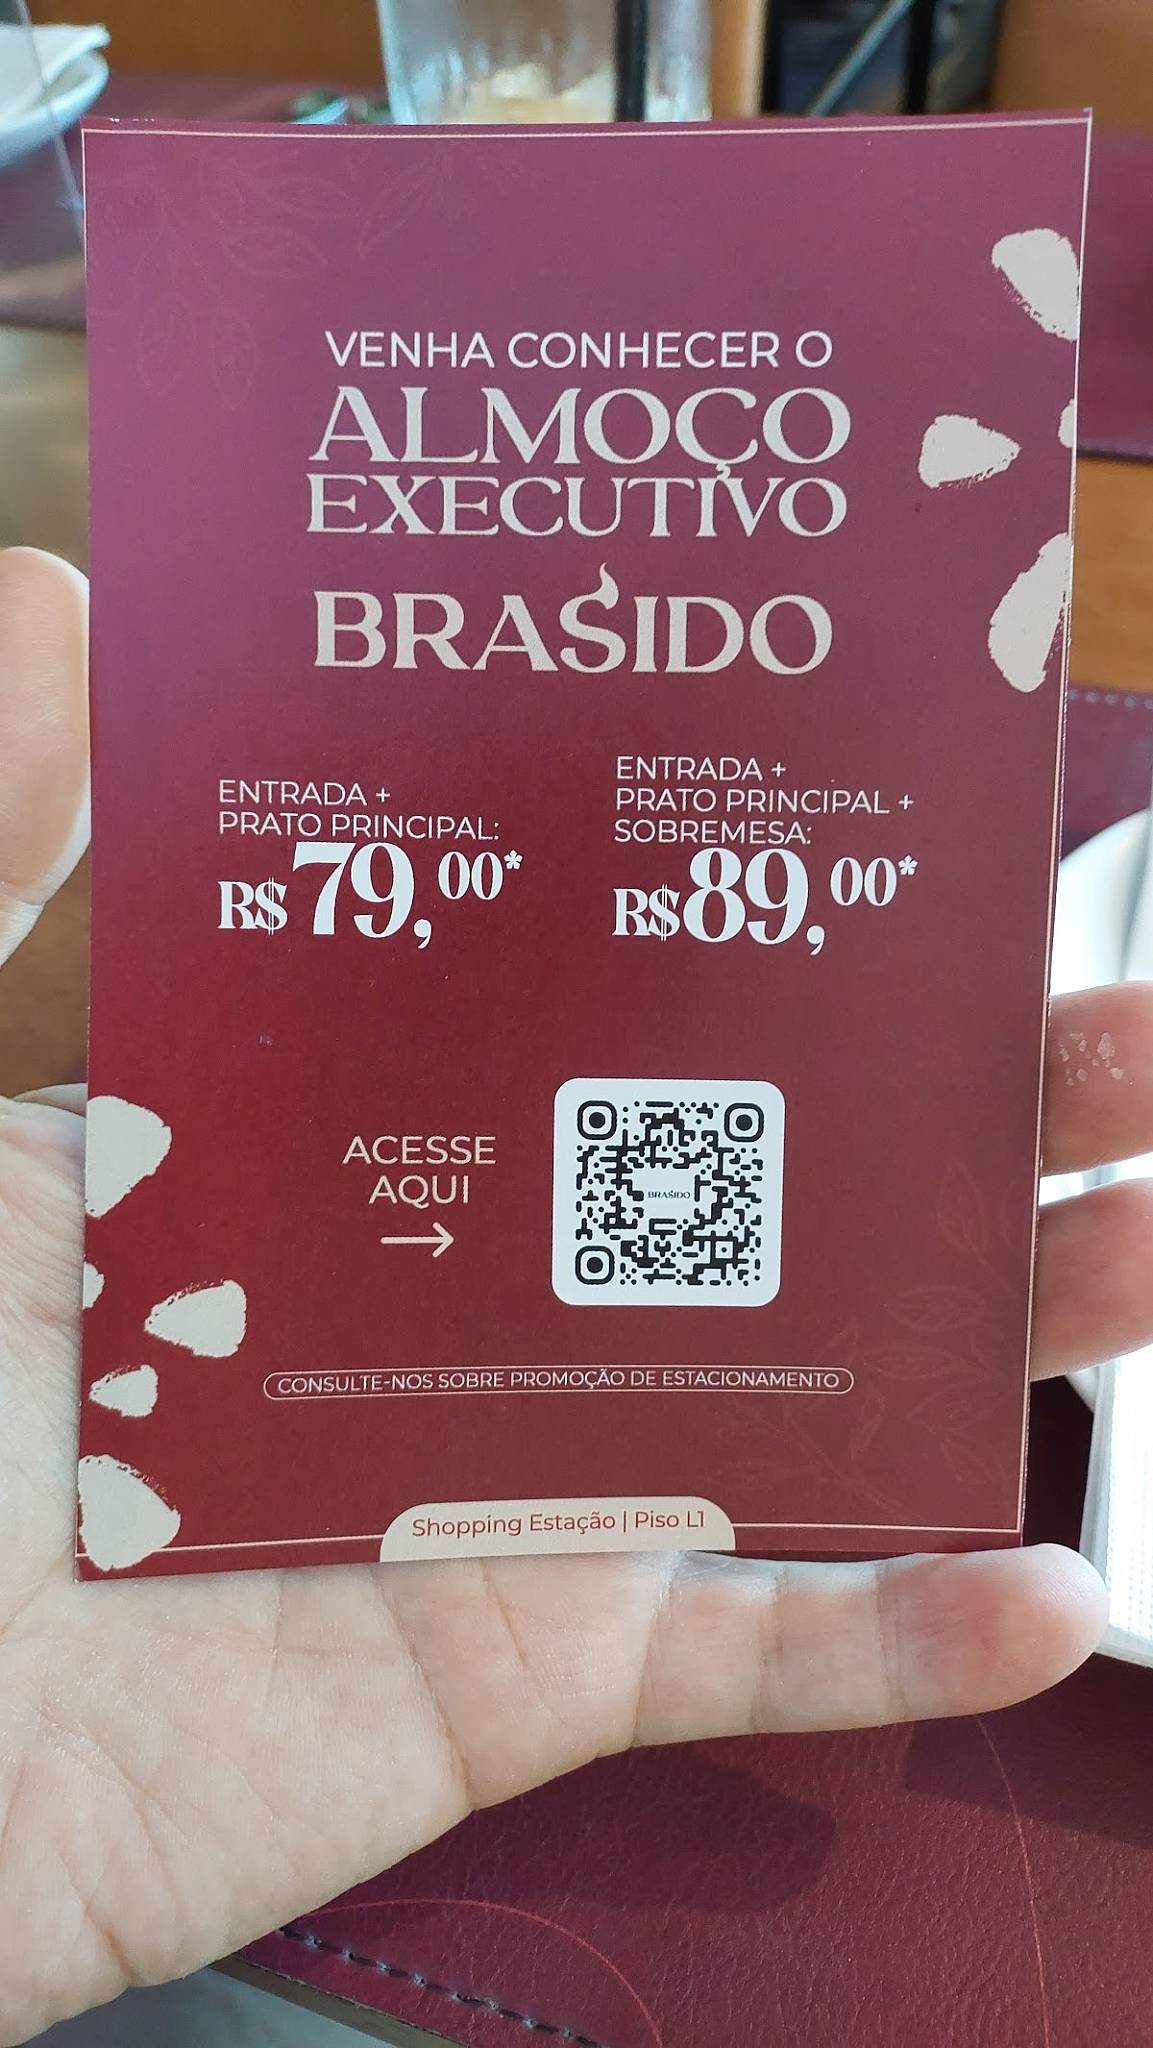 VENHA CONHECER O
ALMOÇO
EXECUTIVO
BRASIDO
ENTRADA +
PRATO PRINCIPAL:
R$79,00*
ENTRADA +
PRATO PRINCIPAL +
SOBREMESA:
R$89,00*
ACESSE
AQUI
BRASIDO
CONSULTE-NOS SOBRE PROMOÇÃO DE ESTACIONAMENTO
Shopping Estação | Piso L1